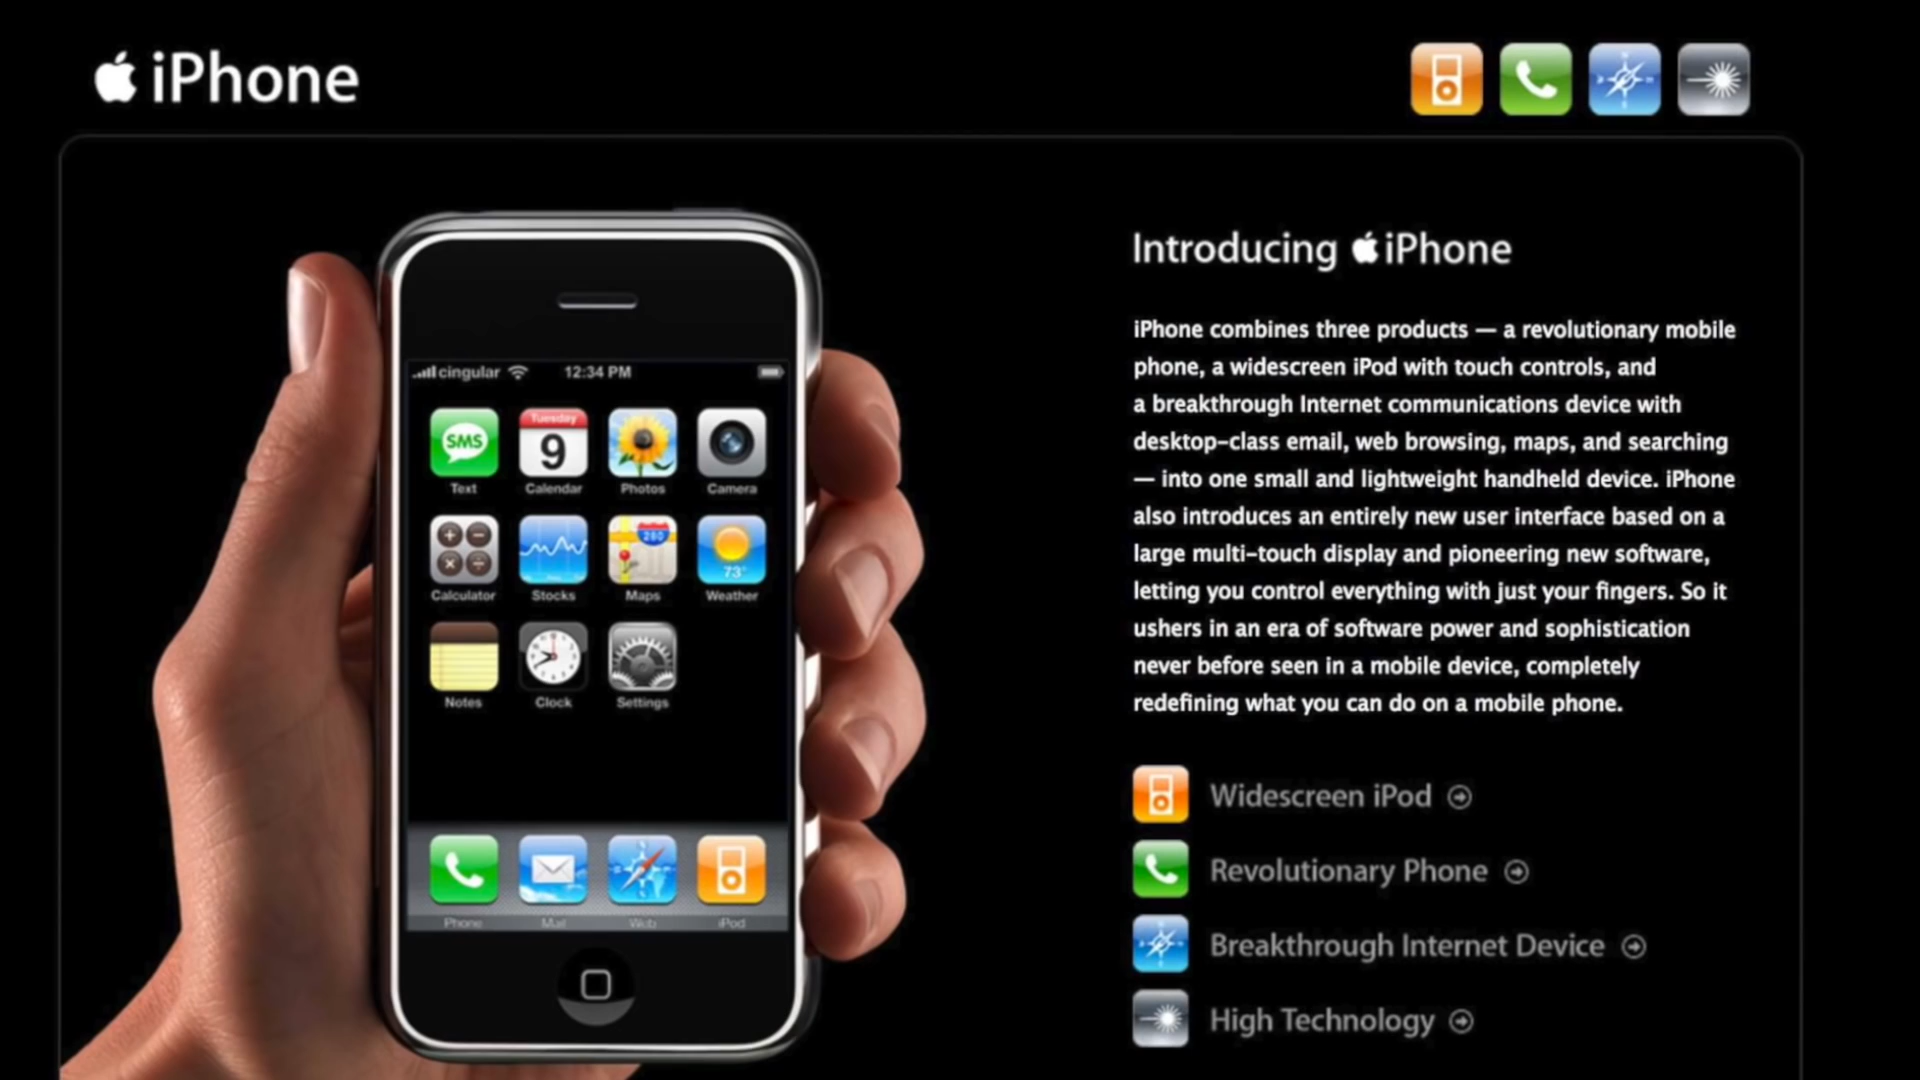 iPhone
Introducing iPhone
iPhone combines three products — a revolutionary mobile
phone, a widescreen iPod with touch controls, and
a breakthrough Internet communications device with
desktop-class email, web browsing, maps, and searching
— into one small and lightweight handheld device. iPhone
also introduces an entirely new user interface based on a
large multi-touch display and pioneering new software,
letting you control everything with just your fingers. So it
ushers in an era of software power and sophistication
never before seen in a mobile device, completely
redefining what you can do on a mobile phone.
Widescreen iPod
Revolutionary Phone
Breakthrough Internet Device
High Technology
cingular 12:34 PM
SMS
Tuesday
9
Text Calendar Photos Camera
280
73°
Calculator Stocks Maps Weather
Notes Clock Settings
Phone Mail Web iPod